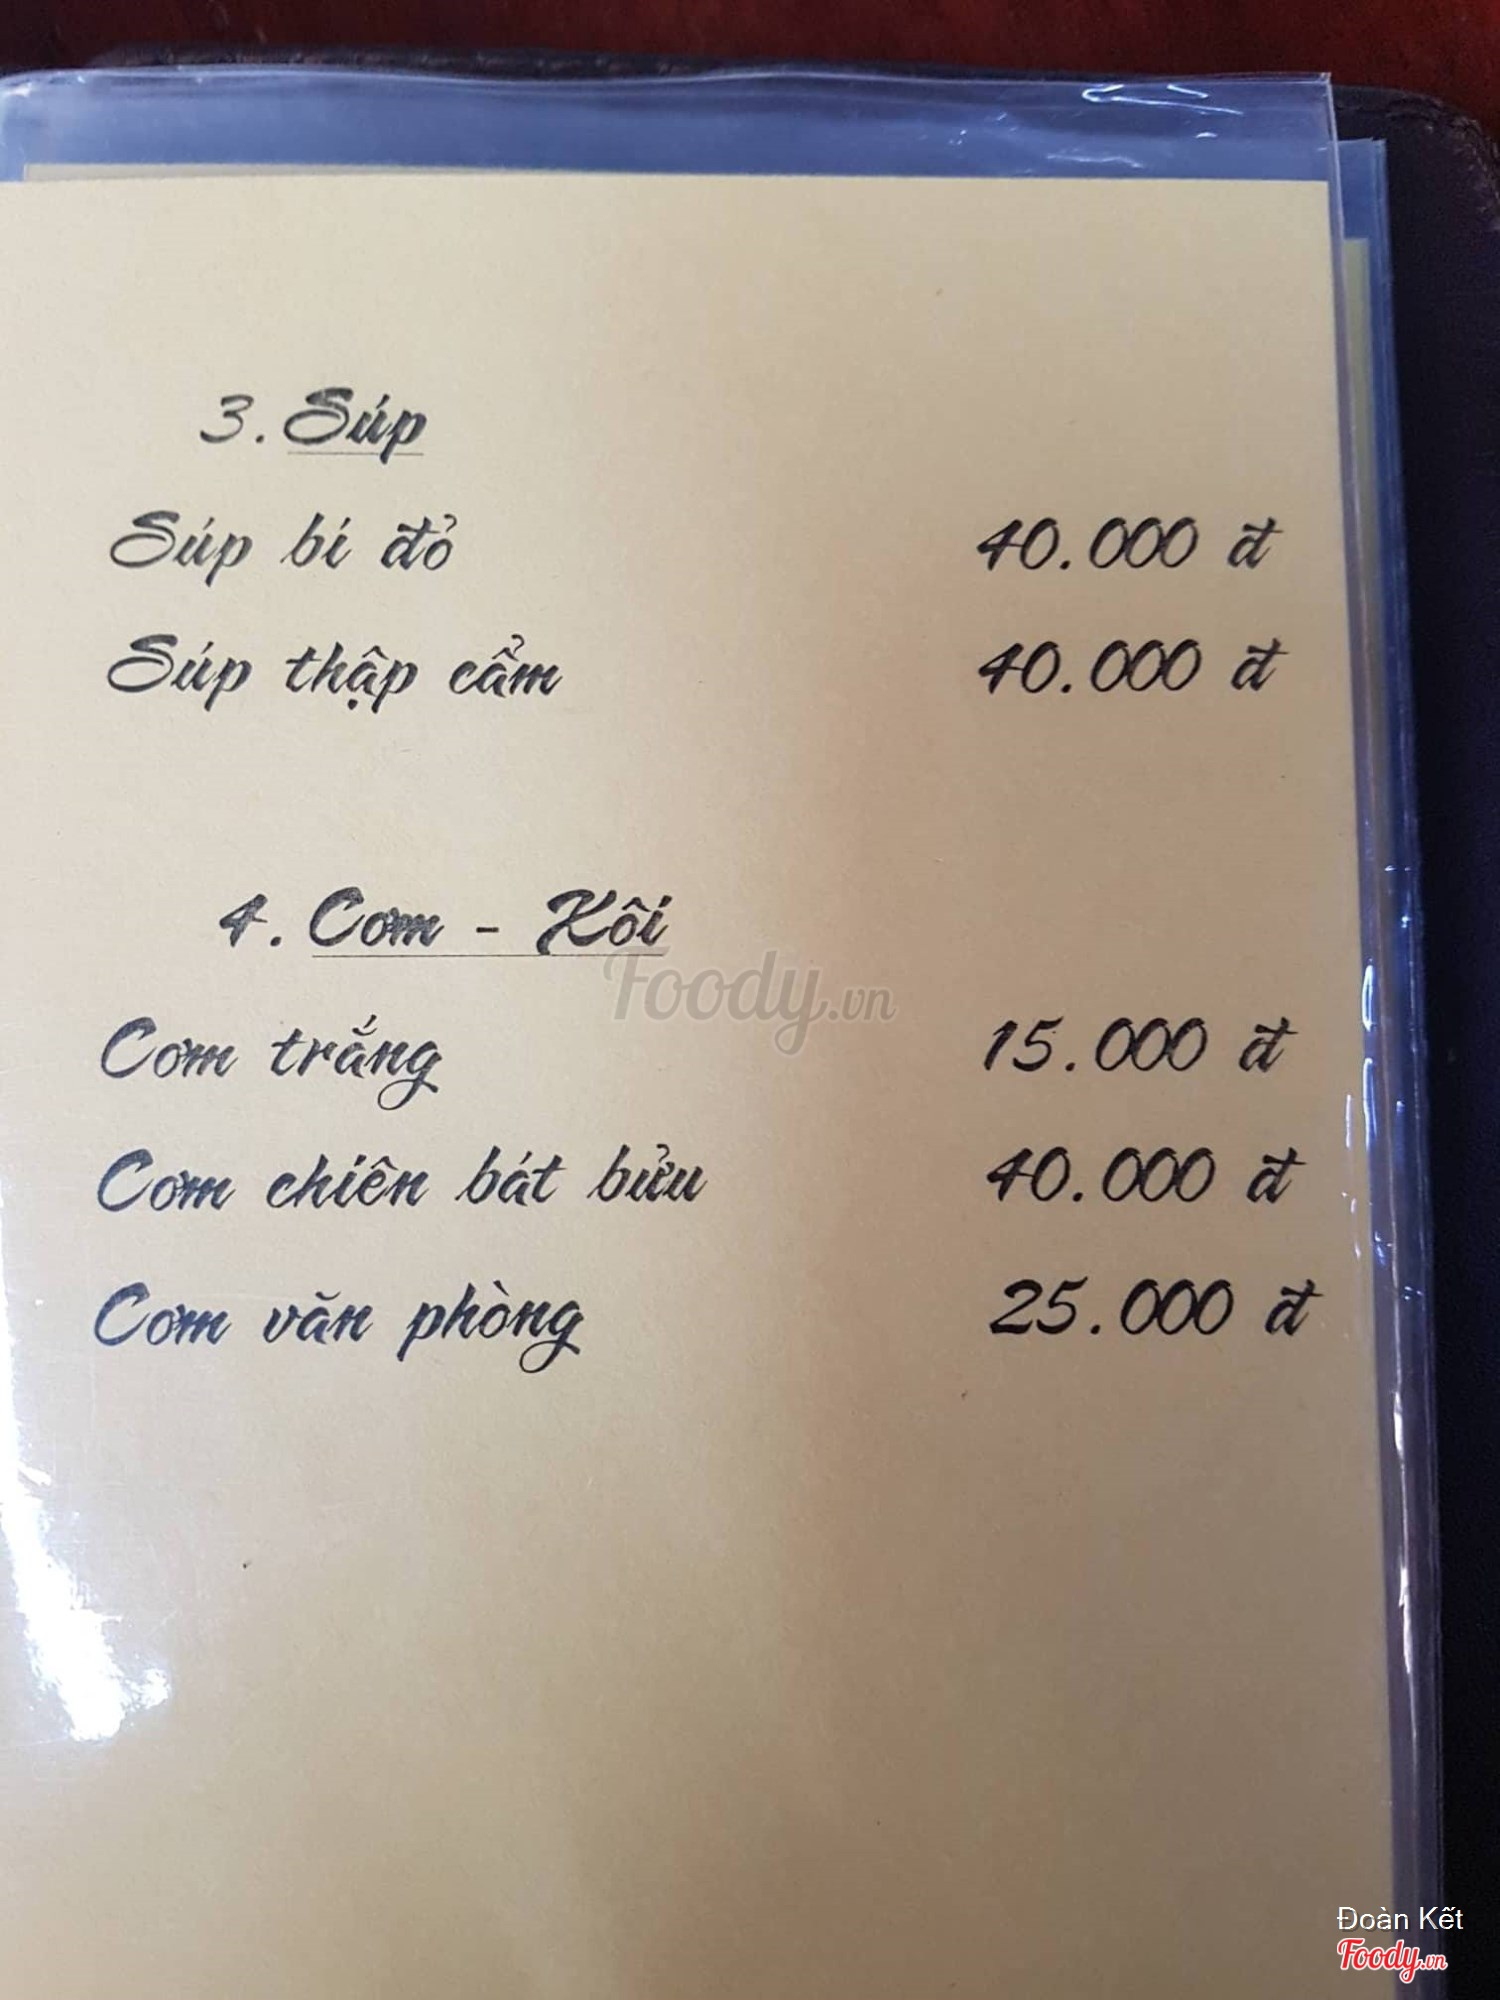 3. Súp
Súp bí đỏ 40.000 đ
Súp thập cẩm 40.000 đ
4. Cơm - Xôi
Foody.vn
Cơm trắng 15.000 đ
Cơm chiên bát bửu 40.000 đ
Cơm văn phòng 25.000 đ
Đoàn Kết
Foody.vn